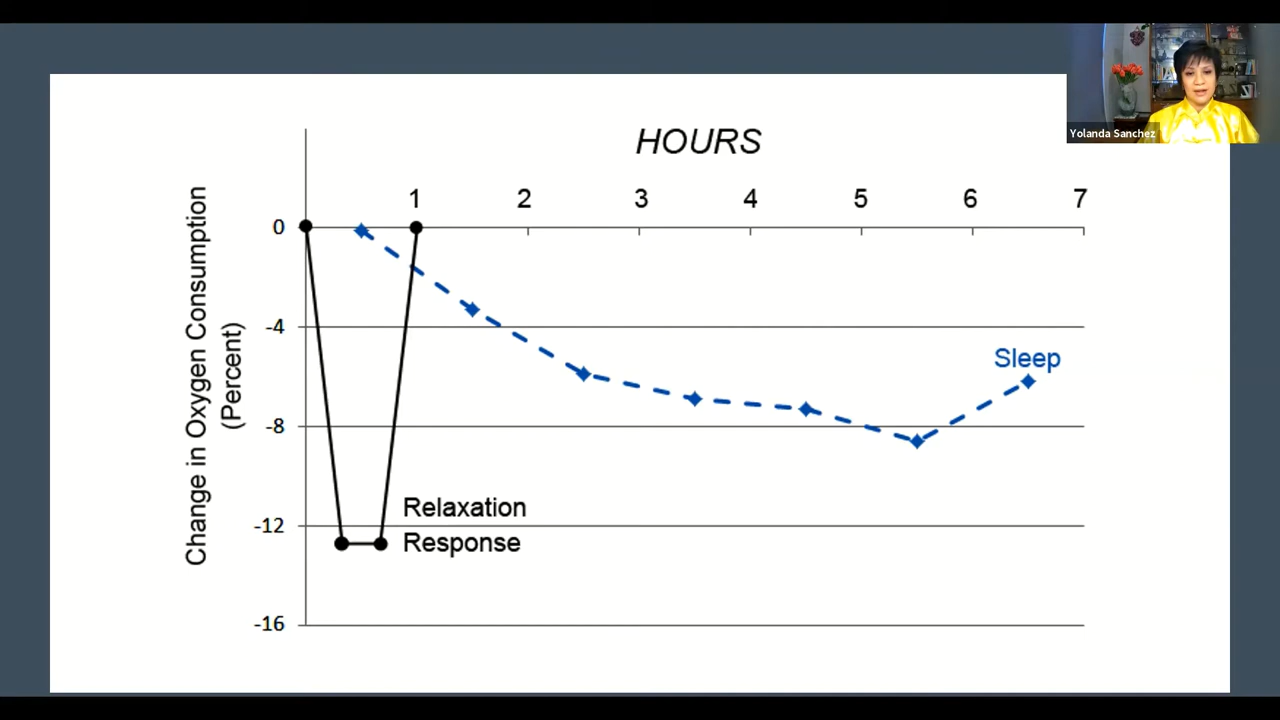 Yolanda Sanchez
HOURS
1 2 3 4 5 6 7
Change in Oxygen Consumption
(Percent)
0
-4
-8
-12
-16
Sleep
Relaxation
Response